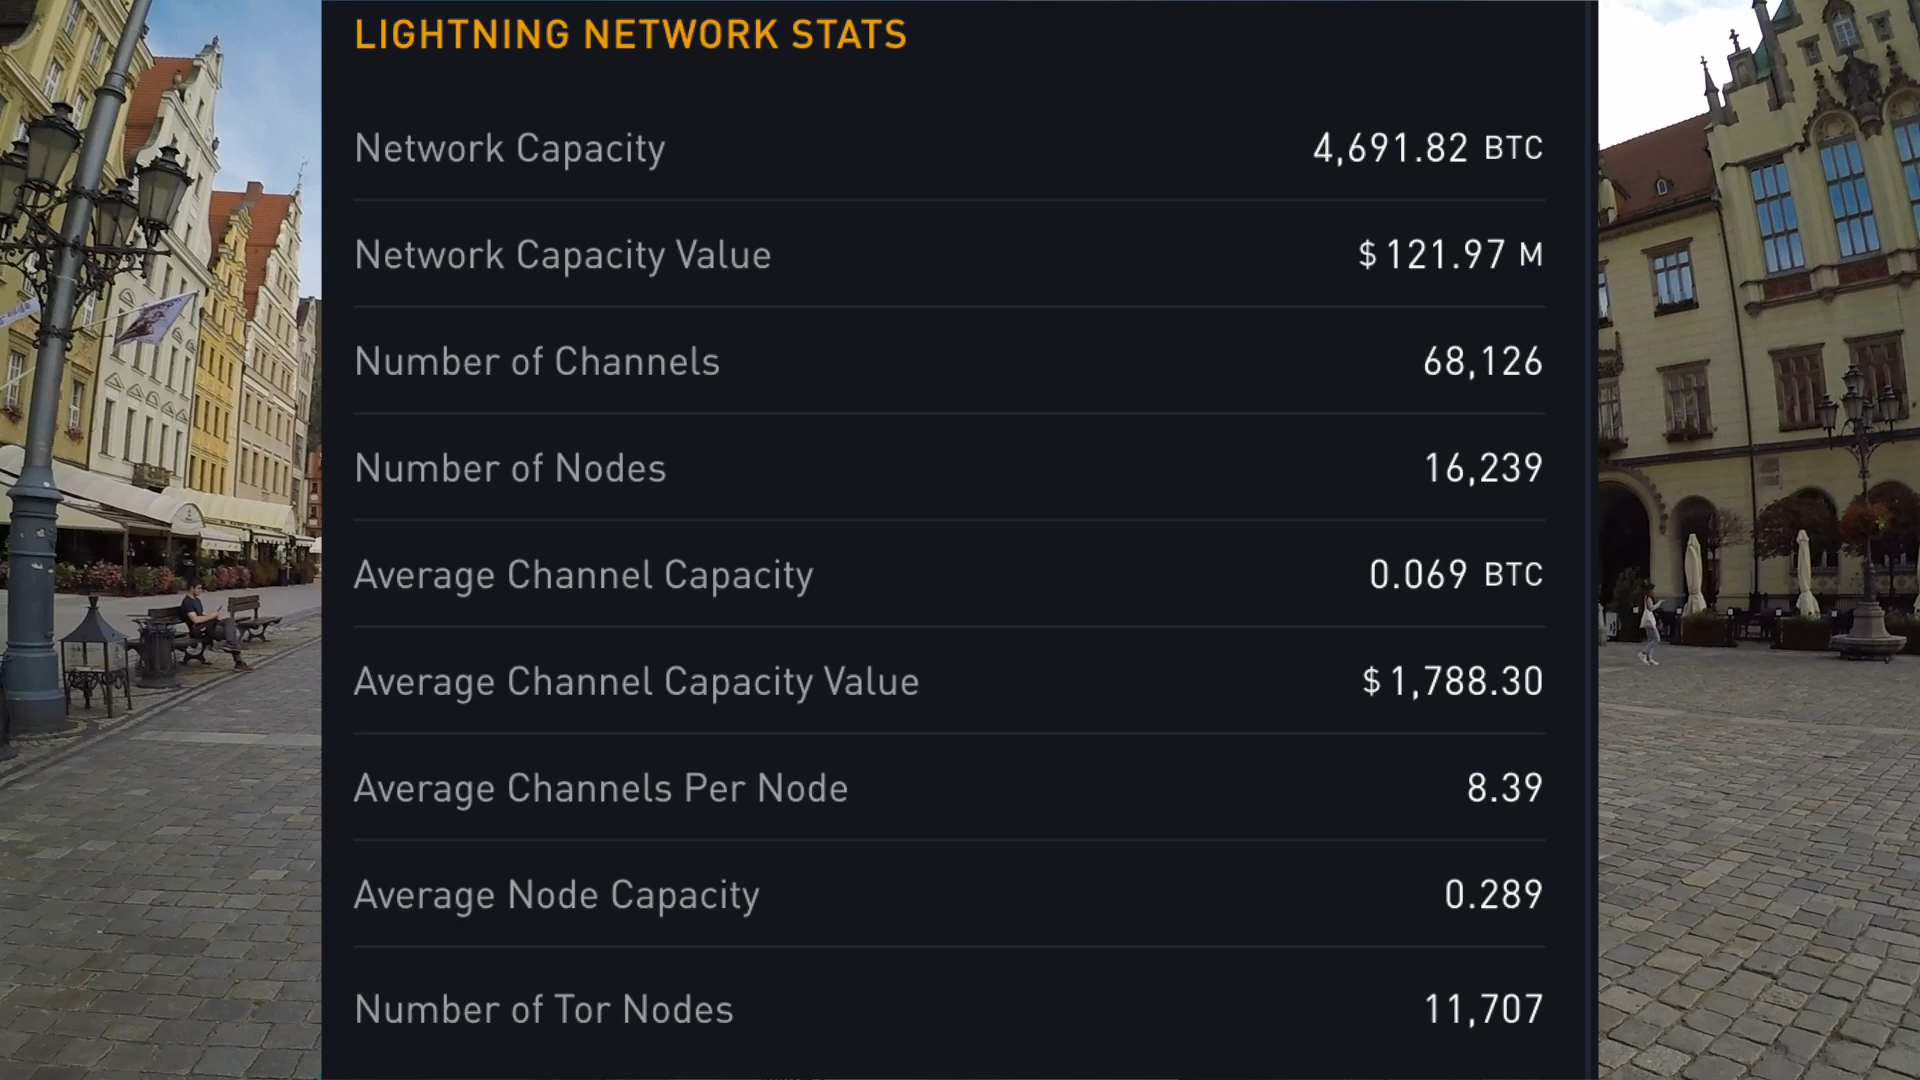 LIGHTNING NETWORK STATS
Network Capacity 4,691.82 BTC
Network Capacity Value $121.97 M
Number of Channels 68,126
Number of Nodes 16,239
Average Channel Capacity 0.069 BTC
Average Channel Capacity Value $1,788.30
Average Channels Per Node 8.39
Average Node Capacity 0.289
Number of Tor Nodes 11,707